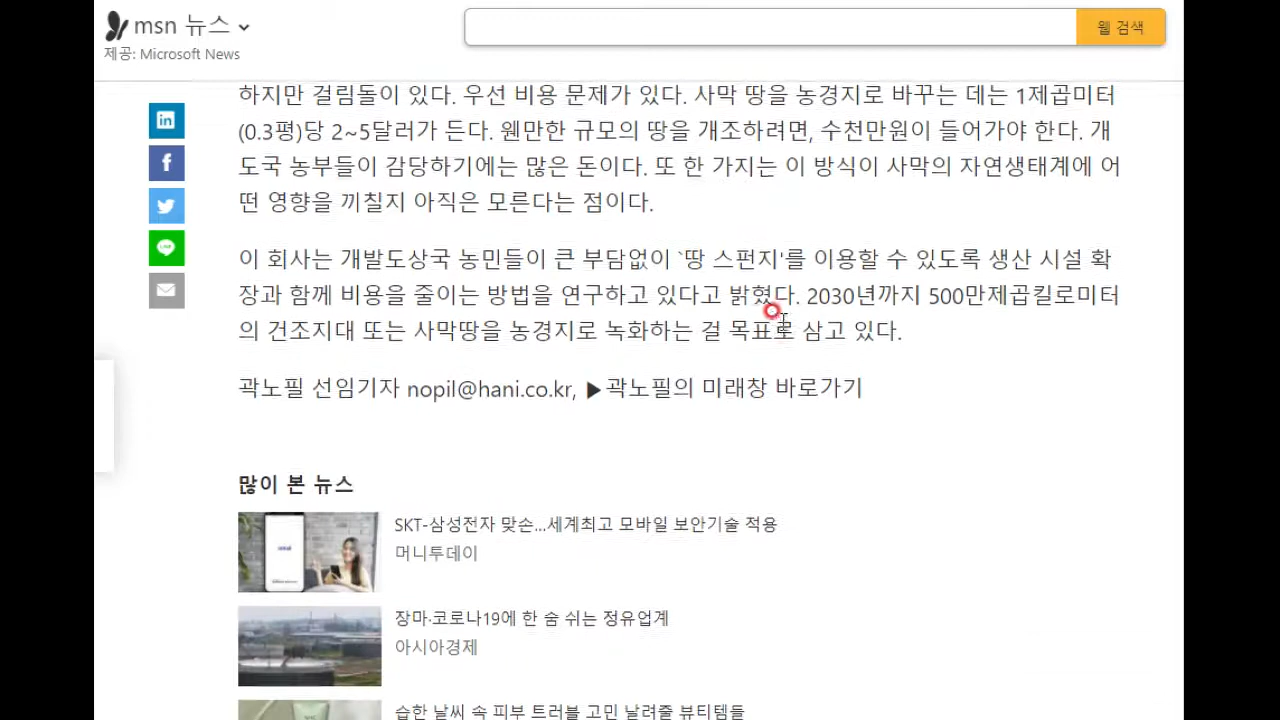 msn 뉴스
웹 검색
제공: Microsoft News
하지만 걸림돌이 있다. 우선 비용 문제가 있다. 사막 땅을 농경지로 바꾸는 데는 1제곱미터
(0.3평)당 2~5달러가 든다. 웬만한 규모의 땅을 개조하려면, 수천만원이 들어가야 한다. 개
도국 농부들이 감당하기에는 많은 돈이다. 또 한 가지는 이 방식이 사막의 자연생태계에 어
떤 영향을 끼칠지 아직은 모른다는 점이다.
이 회사는 개발도상국 농민들이 큰 부담없이 `땅 스펀지'를 이용할 수 있도록 생산 시설 확
장과 함께 비용을 줄이는 방법을 연구하고 있다고 밝혔다. 2030년까지 500만제곱킬로미터
의 건조지대 또는 사막땅을 농경지로 녹화하는 걸 목표로 삼고 있다.
곽노필 선임기자 nopil@hani.co.kr, ▶곽노필의 미래창 바로가기
많이 본 뉴스
SKT-삼성전자 맞손...세계최고 모바일 보안기술 적용
머니투데이
장마·코로나19에 한 숨 쉬는 정유업계
아시아경제
습한 날씨 속 피부 트러블 고민 날려줄 뷰티템들